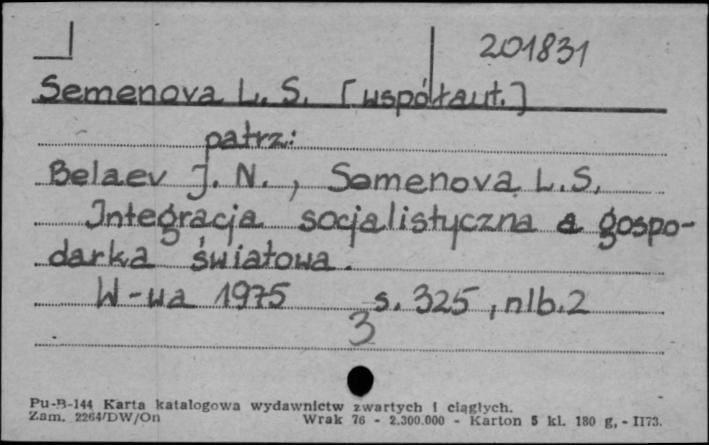 201831
Semenova L. S. [współaut.]
patrz:
Belaev J. N., Semenova L. S.
Integracja socjalistyczna a gospo-
darka światowa.
W-wa 1975 s. 325, nlb. 2
3
Pu-B-144 Karta katalogowa wydawnictw zwartych i ciągłych.
Zam. 2264/DW/On Wrak 76 - 2.300.000 - Karton 5 kl. 180 g, - II73.